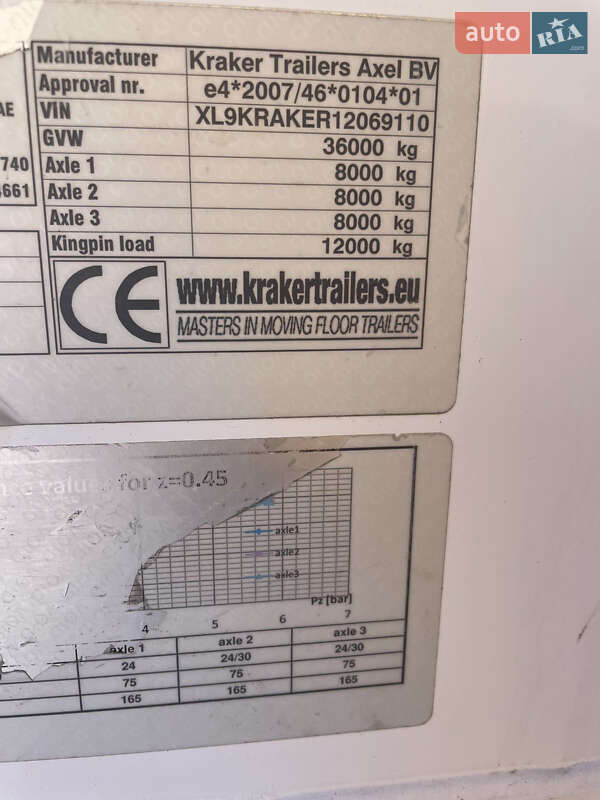 auto RIA .com
Manufacturer Kraker Trailers Axel BV
Approval nr. e4*2007/46*0104*01
VIN XL9KRAKER12069110
AE
GVW 36000 kg
740 Axle 1 8000 kg
661 Axle 2 8000 kg
Axle 3 8000 kg
Kingpin load 12000 kg
CE www.krakertrailers.eu
MASTERS IN MOVING FLOOR TRAILERS
values for z=0.45
axle1
axle2
axle3
Pz [bar]
4 5 6 7
axle 1 axle 2 axle 3
24 24/30 24/30
75 75 75
165 165 165